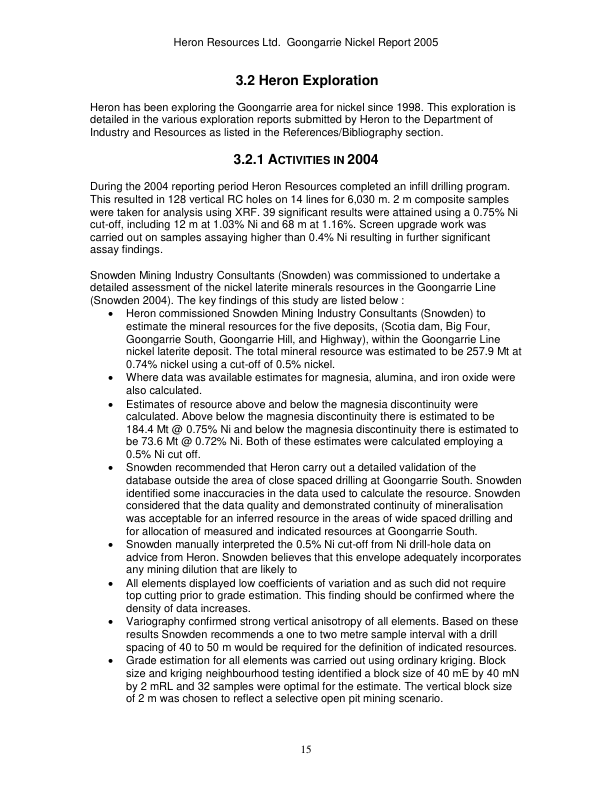 Heron Resources Ltd.  Goongarrie Nickel Report 2005
3.2 Heron Exploration
Heron has been exploring the Goongarrie area for nickel since 1998. This exploration is
detailed in the various exploration reports submitted by Heron to the Department of
Industry and Resources as listed in the References/Bibliography section.
3.2.1 ACTIVITIES IN 2004
During the 2004 reporting period Heron Resources completed an infill drilling program.
This resulted in 128 vertical RC holes on 14 lines for 6,030 m. 2 m composite samples
were taken for analysis using XRF. 39 significant results were attained using a 0.75% Ni
cut-off, including 12 m at 1.03% Ni and 68 m at 1.16%. Screen upgrade work was
carried out on samples assaying higher than 0.4% Ni resulting in further significant
assay findings.
Snowden Mining Industry Consultants (Snowden) was commissioned to undertake a
detailed assessment of the nickel laterite minerals resources in the Goongarrie Line
(Snowden 2004). The key findings of this study are listed below :
• Heron commissioned Snowden Mining Industry Consultants (Snowden) to
estimate the mineral resources for the five deposits, (Scotia dam, Big Four,
Goongarrie South, Goongarrie Hill, and Highway), within the Goongarrie Line
nickel laterite deposit. The total mineral resource was estimated to be 257.9 Mt at
0.74% nickel using a cut-off of 0.5% nickel.
• Where data was available estimates for magnesia, alumina, and iron oxide were
also calculated.
• Estimates of resource above and below the magnesia discontinuity were
calculated. Above below the magnesia discontinuity there is estimated to be
184.4 Mt @ 0.75% Ni and below the magnesia discontinuity there is estimated to
be 73.6 Mt @ 0.72% Ni. Both of these estimates were calculated employing a
0.5% Ni cut off.
• Snowden recommended that Heron carry out a detailed validation of the
database outside the area of close spaced drilling at Goongarrie South. Snowden
identified some inaccuracies in the data used to calculate the resource. Snowden
considered that the data quality and demonstrated continuity of mineralisation
was acceptable for an inferred resource in the areas of wide spaced drilling and
for allocation of measured and indicated resources at Goongarrie South.
• Snowden manually interpreted the 0.5% Ni cut-off from Ni drill-hole data on
advice from Heron. Snowden believes that this envelope adequately incorporates
any mining dilution that are likely to
• All elements displayed low coefficients of variation and as such did not require
top cutting prior to grade estimation. This finding should be confirmed where the
density of data increases.
• Variography confirmed strong vertical anisotropy of all elements. Based on these
results Snowden recommends a one to two metre sample interval with a drill
spacing of 40 to 50 m would be required for the definition of indicated resources.
• Grade estimation for all elements was carried out using ordinary kriging. Block
size and kriging neighbourhood testing identified a block size of 40 mE by 40 mN
by 2 mRL and 32 samples were optimal for the estimate. The vertical block size
of 2 m was chosen to reflect a selective open pit mining scenario.
15